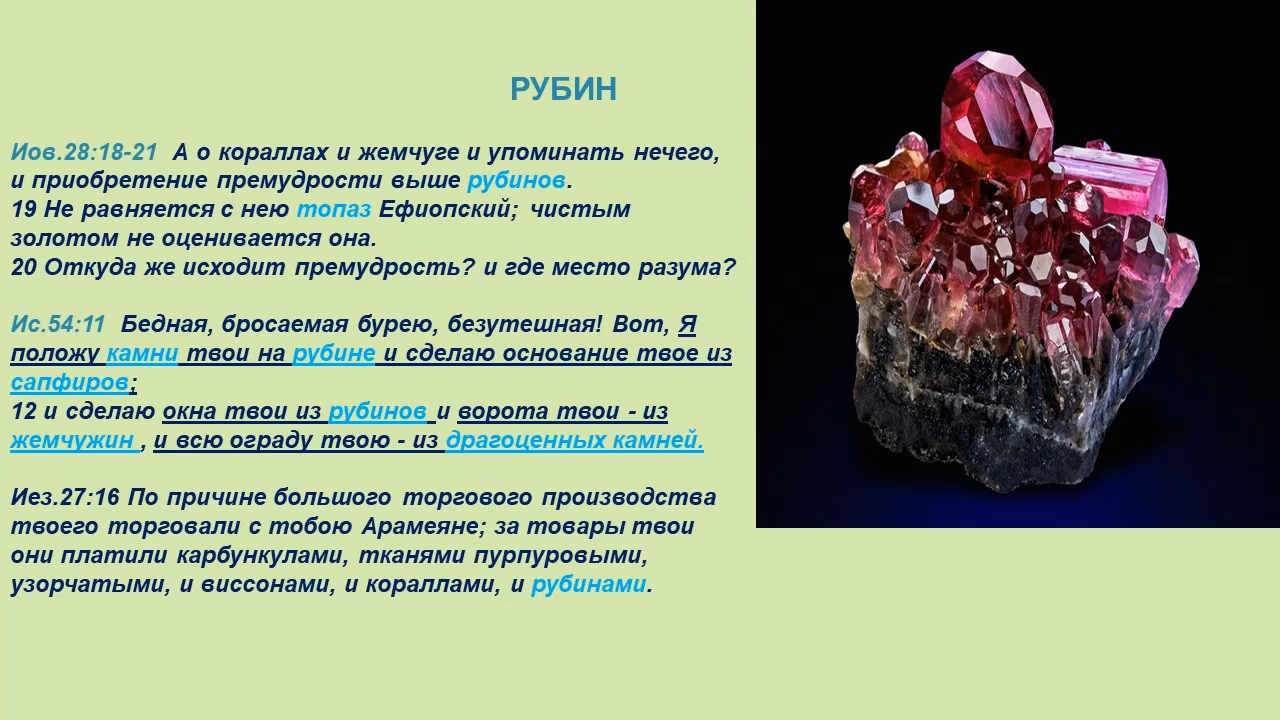 РУБИН
Иов.28:18-21 А о кораллах и жемчуге и упоминать нечего,
и приобретение премудрости выше рубинов.
19 Не равняется с нею топаз Ефиопский; чистым
золотом не оценивается она.
20 Откуда же исходит премудрость? и где место разума?
Ис.54:11 Бедная, бросаемая бурею, безутешная! Вот, Я
положу камни твои на рубине и сделаю основание твое из
сапфиров;
12 и сделаю окна твои из рубинов и ворота твои - из
жемчужин , и всю ограду твою - из драгоценных камней.
Иез.27:16 По причине большого торгового производства
твоего торговали с тобою Арамеяне; за товары твои
они платили карбункулами, тканями пурпуровыми,
узорчатыми, и виссонами, и кораллами, и рубинами.